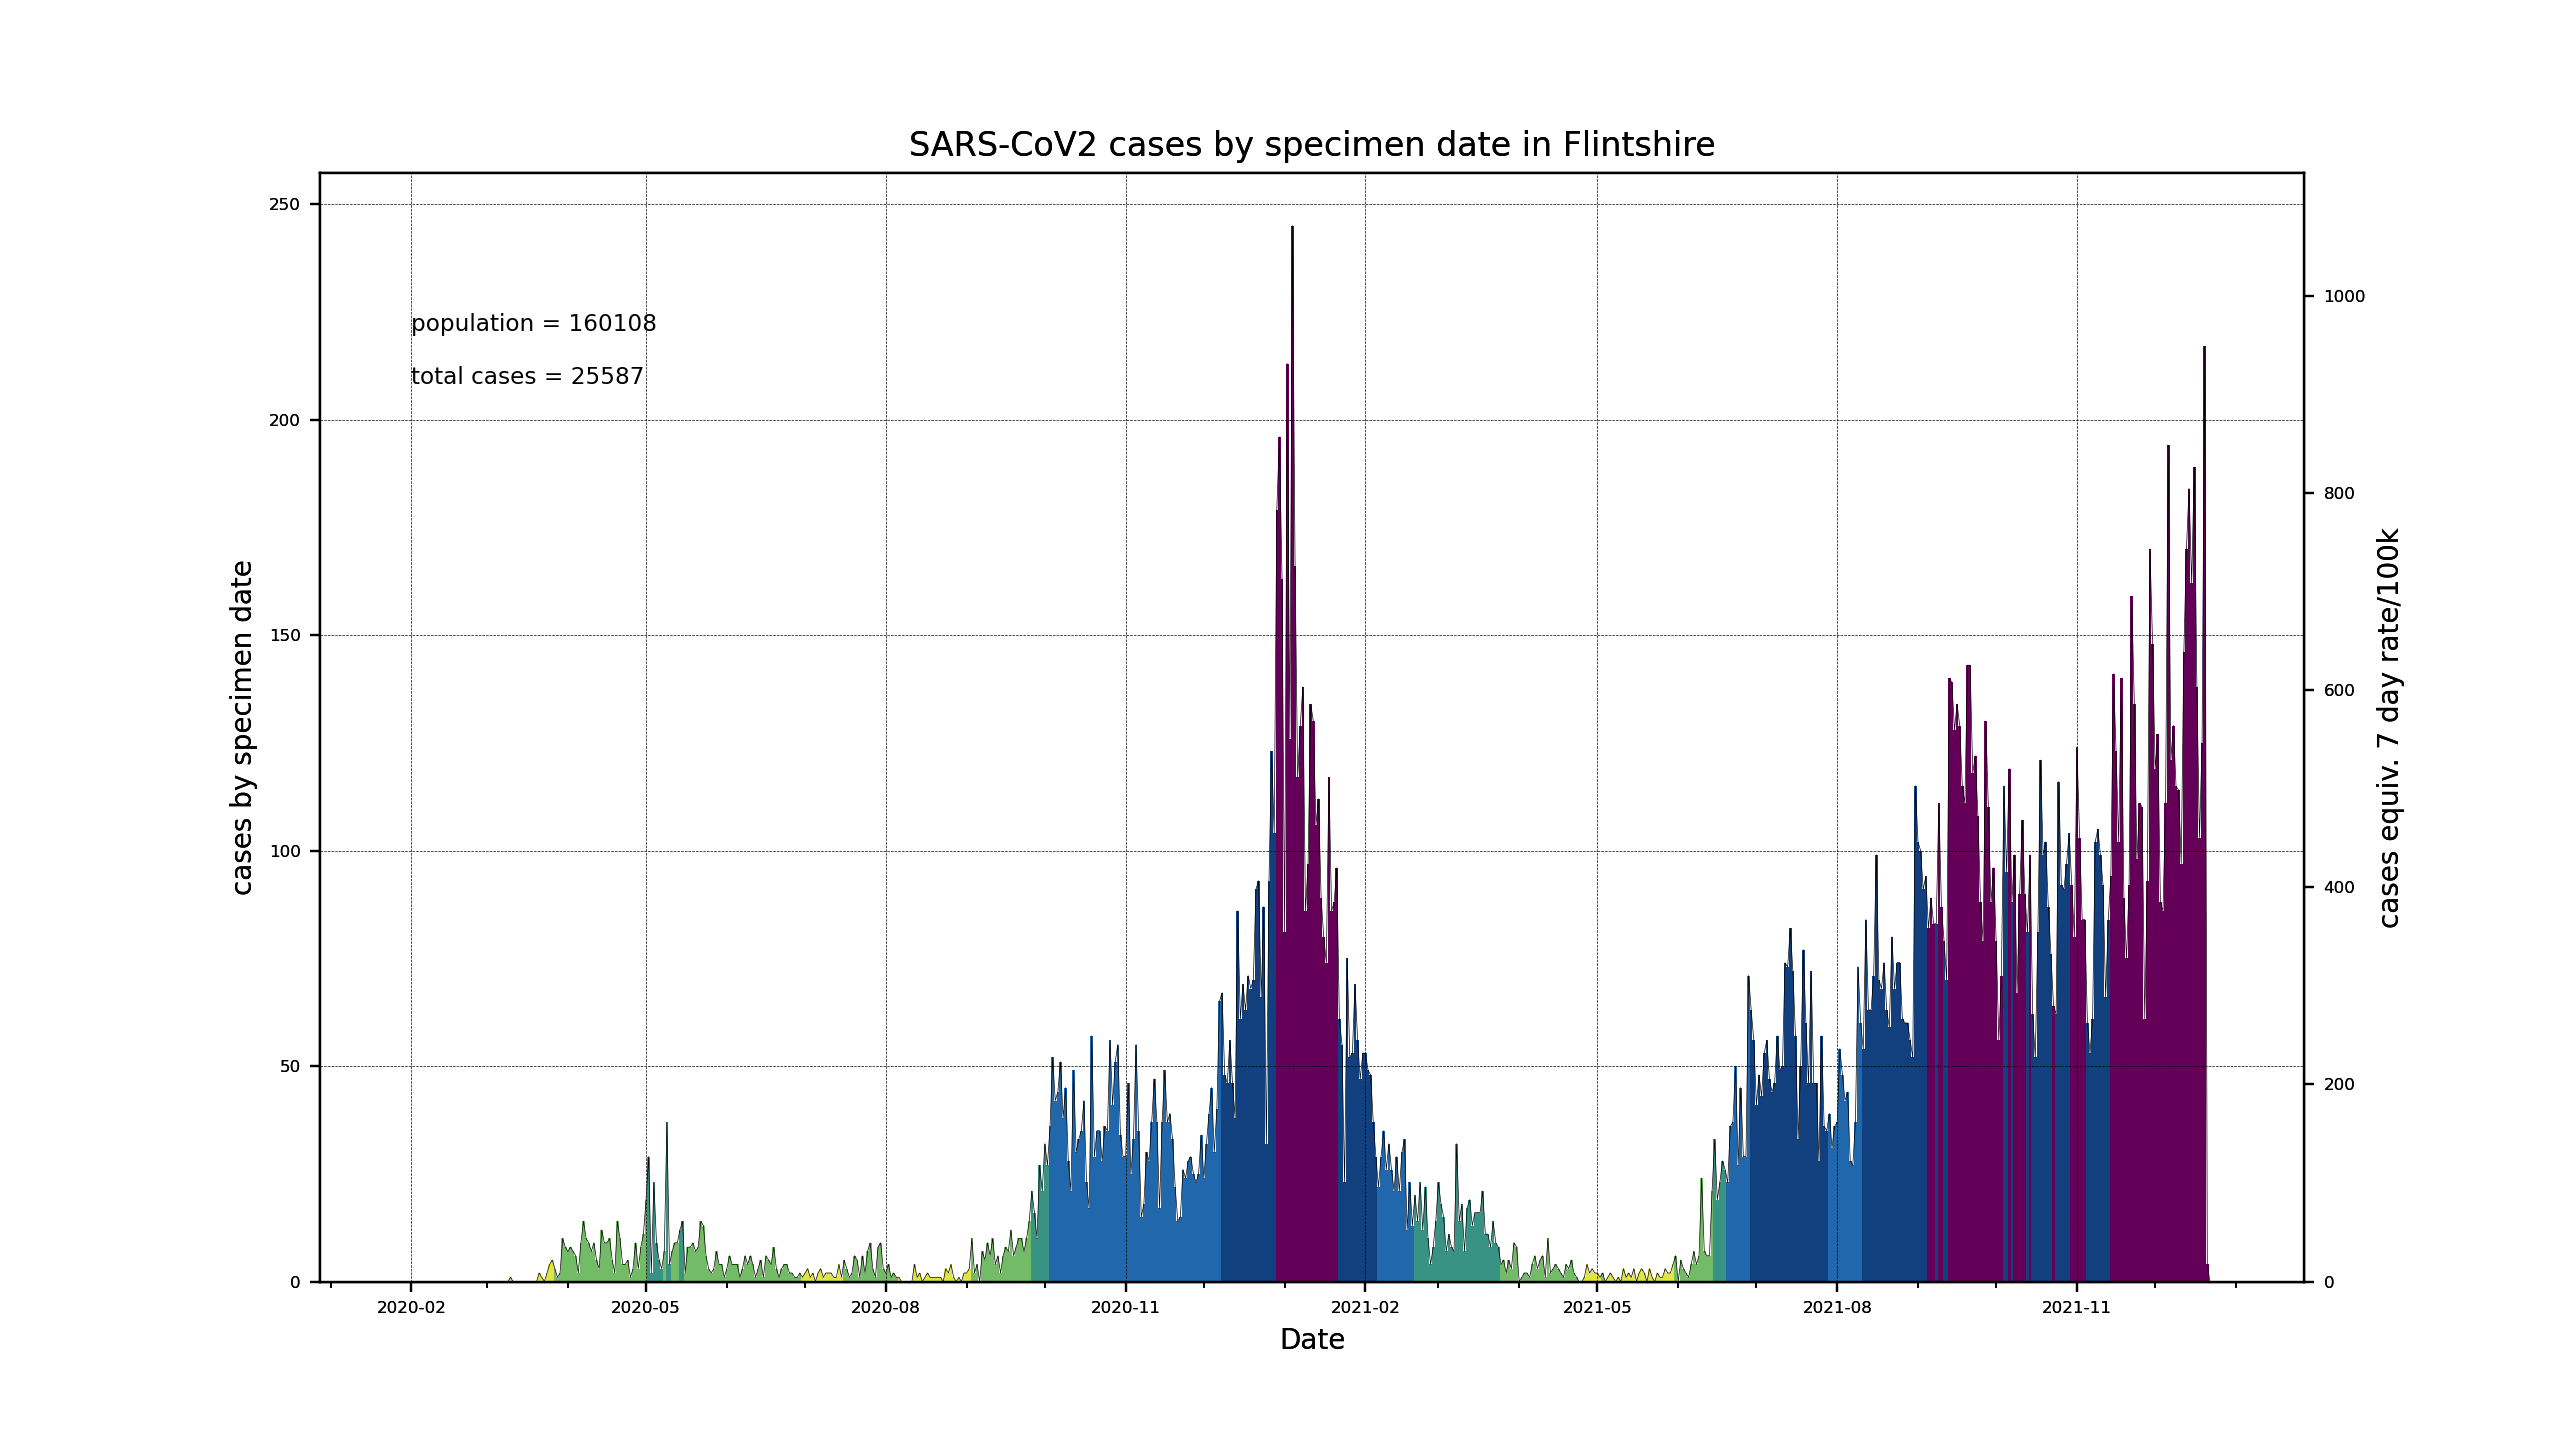 SARS-CoV2 cases by specimen date in Flintshire
population = 160108
total cases = 25587
cases by specimen date
250
200
150
100
50
0
1000
800
600
400
200
0
cases equiv. 7 day rate/100k
2020-02 2020-05 2020-08 2020-11 2021-02 2021-05 2021-08 2021-11
Date